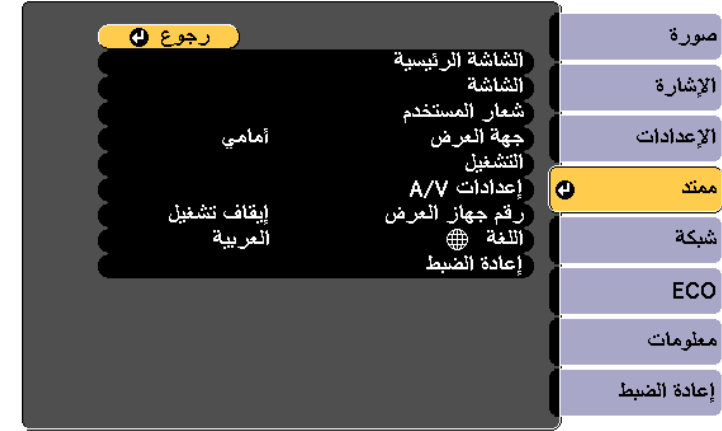 صورة
الإشارة
الإعدادات
ممتد
شبكة
ECO
معلومات
إعادة الضبط
رجوع
الشاشة الرئيسية
الشاشة
شعار المستخدم
جهة العرض أمامي
التشغيل
إعدادات A/V
رقم جهاز العرض إيقاف تشغيل
اللغة العربية
إعادة الضبط